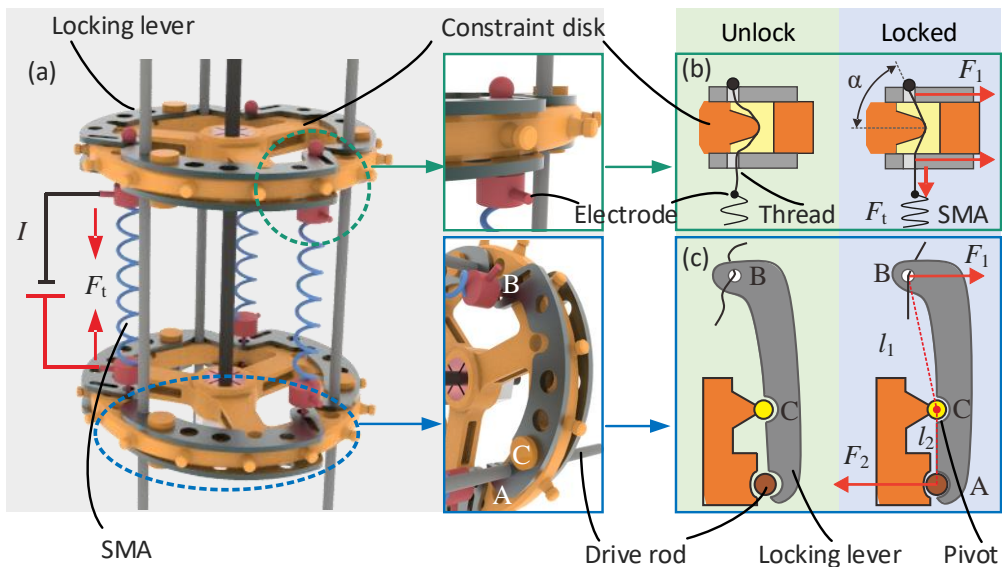 Locking lever
Constraint disk
Unlock
Locked
(a)
(b)
α
F1
I
Ft
Electrode
Thread
Ft
SMA
B
C
A
(c)
B
C
B
F1
l1
C
l2
F2
A
SMA
Drive rod
Locking lever
Pivot